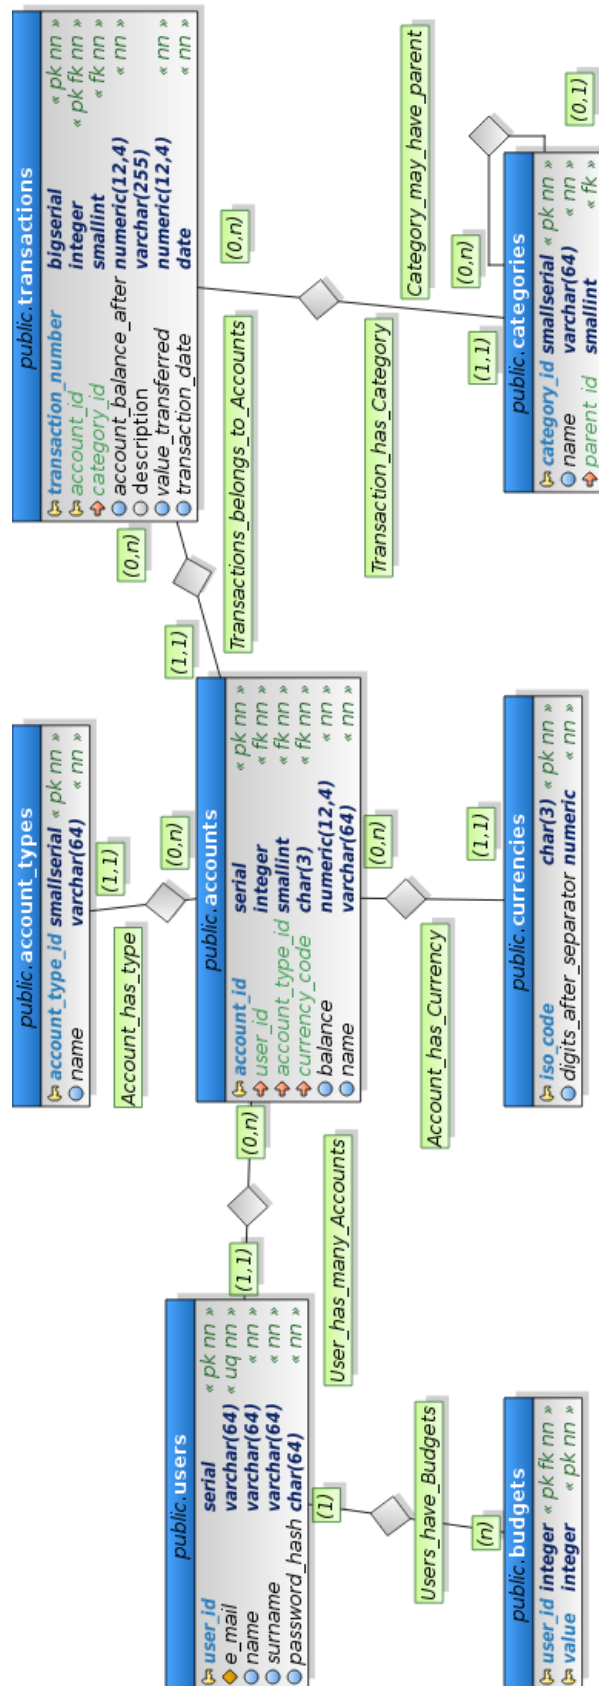 public.transactions
transaction_number bigserial « pk nn »
account_id integer « pk fk nn »
category_id smallint « fk nn »
account_balance_after numeric(12,4) « nn »
description varchar(255)
value_transferred numeric(12,4) « nn »
transaction_date date « nn »
(0,n)
(0,n)
Transactions_belongs_to_Accounts
(1,1)
Transaction_has_Category
(1,1)
Category_may_have_parent
(0,n)
(0,1)
public.categories
category_id smallserial « pk nn »
name varchar(64) « nn »
parent_id smallint « fk »
public.account_types
account_type_id smallserial « pk nn »
name varchar(64) « nn »
(1,1)
Account_has_type
(0,n)
public.accounts
account_id serial « pk nn »
user_id integer « fk nn »
account_type_id smallint « fk nn »
currency_code char(3) « fk nn »
balance numeric(12,4) « nn »
name varchar(64) « nn »
(0,n)
(0,n)
Account_has_Currency
(1,1)
public.currencies
iso_code char(3) « pk nn »
digits_after_separator numeric « nn »
User_has_many_Accounts
(1,1)
public.users
user_id serial « pk nn »
e_mail varchar(64) « uq nn »
name varchar(64) « nn »
surname varchar(64) « nn »
password_hash char(64) « nn »
(1)
Users_have_Budgets
(n)
public.budgets
user_id integer « pk fk nn »
value integer « pk nn »